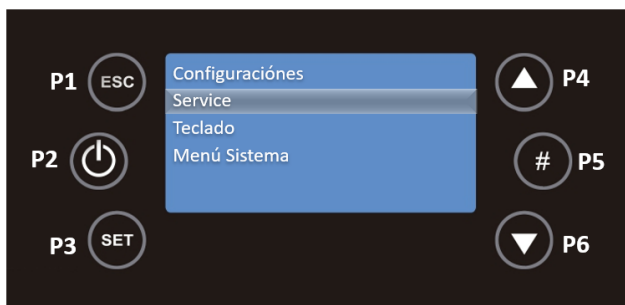 P1 ESC
Configuraciónes
Service
Teclado
Menú Sistema
P4
P2
# P5
P3 SET
P6